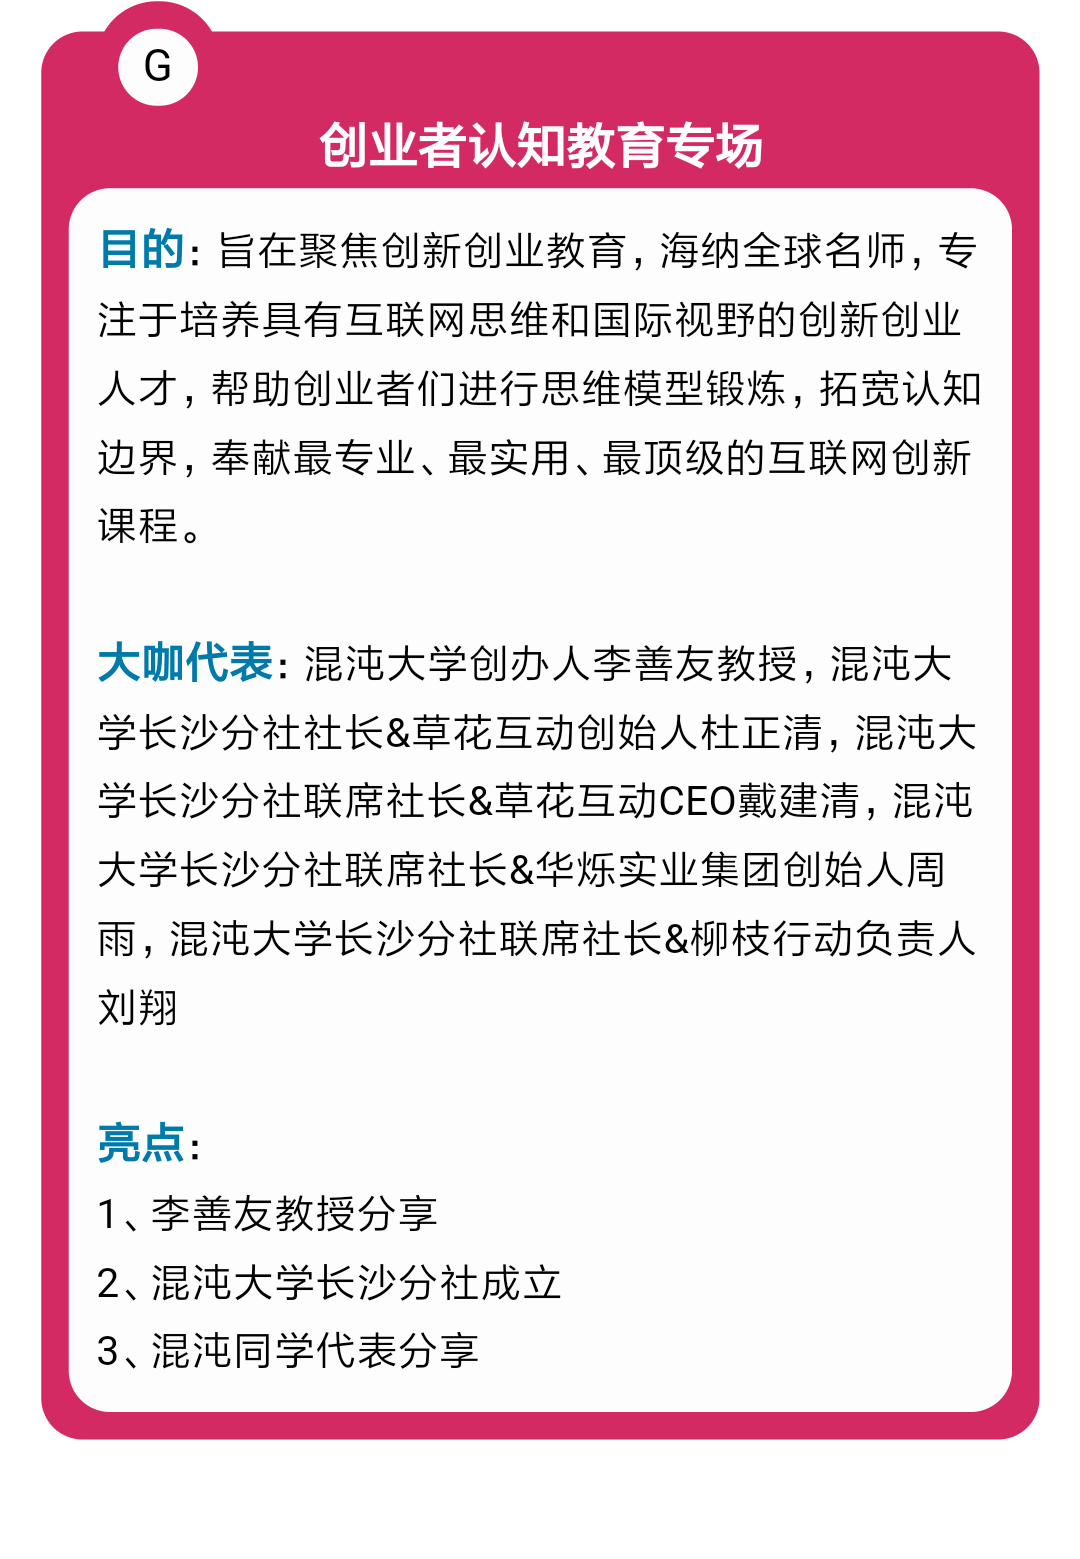 G
创业者认知教育专场
目的：旨在聚焦创新创业教育，海纳全球名师，专
注于培养具有互联网思维和国际视野的创新创业
人才，帮助创业者们进行思维模型锻炼，拓宽认知
边界，奉献最专业、最实用、最顶级的互联网创新
课程。
大咖代表：混沌大学创办人李善友教授，混沌大
学长沙分社社长&草花互动创始人杜正清，混沌大
学长沙分社联席社长&草花互动CEO戴建清，混沌
大学长沙分社联席社长&华烁实业集团创始人周
雨，混沌大学长沙分社联席社长&柳枝行动负责人
刘翔
亮点：
1、李善友教授分享
2、混沌大学长沙分社成立
3、混沌同学代表分享